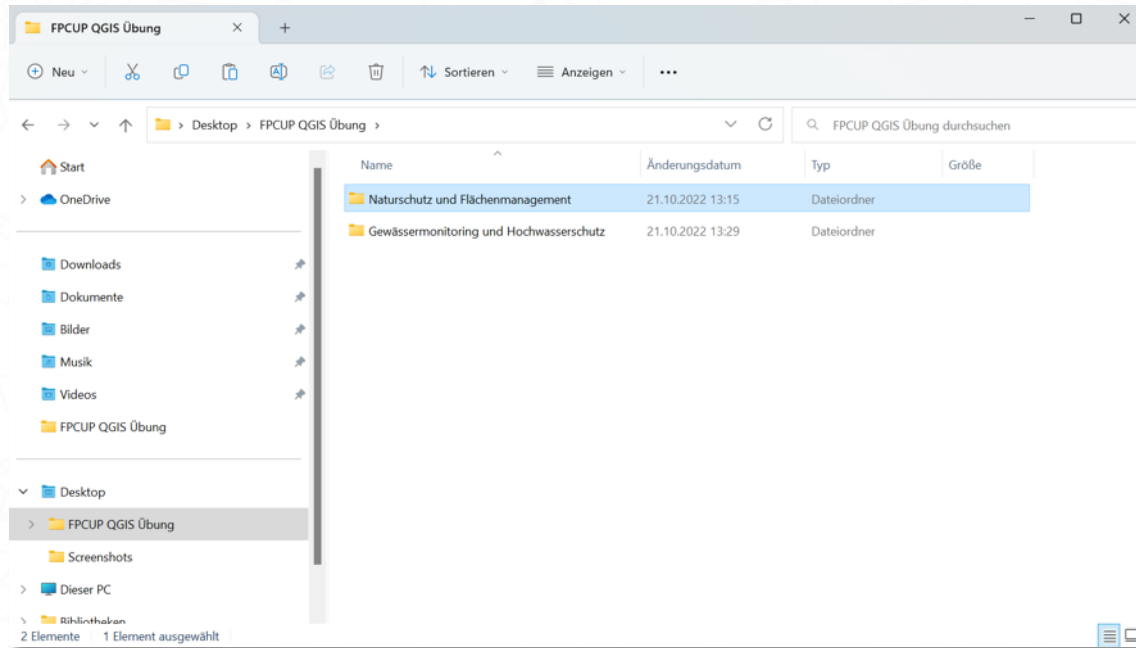 FPCUP QGIS Übung
Neu
Sortieren
Anzeigen
Desktop > FPCUP QGIS Übung >
FPCUP QGIS Übung durchsuchen
Start
OneDrive
Downloads
Dokumente
Bilder
Musik
Videos
FPCUP QGIS Übung
Desktop
FPCUP QGIS Übung
Screenshots
Dieser PC
Bibliotheken
Name Änderungsdatum Typ Größe
Naturschutz und Flächenmanagement 21.10.2022 13:15 Dateiordner
Gewässermonitoring und Hochwasserschutz 21.10.2022 13:29 Dateiordner
2 Elemente 1 Element ausgewählt